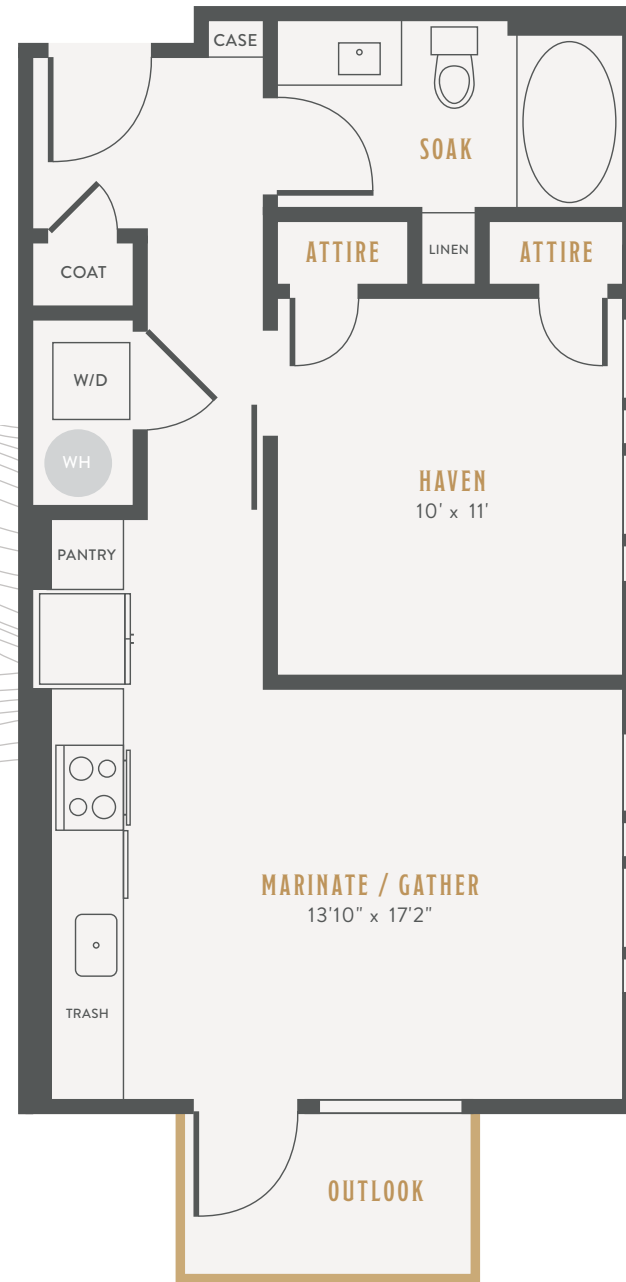 CASE
SOAK
COAT
ATTIRE
LINEN
ATTIRE
W/D
WH
HAVEN
10' x 11'
PANTRY
MARINATE / GATHER
13'10" x 17'2"
TRASH
OUTLOOK